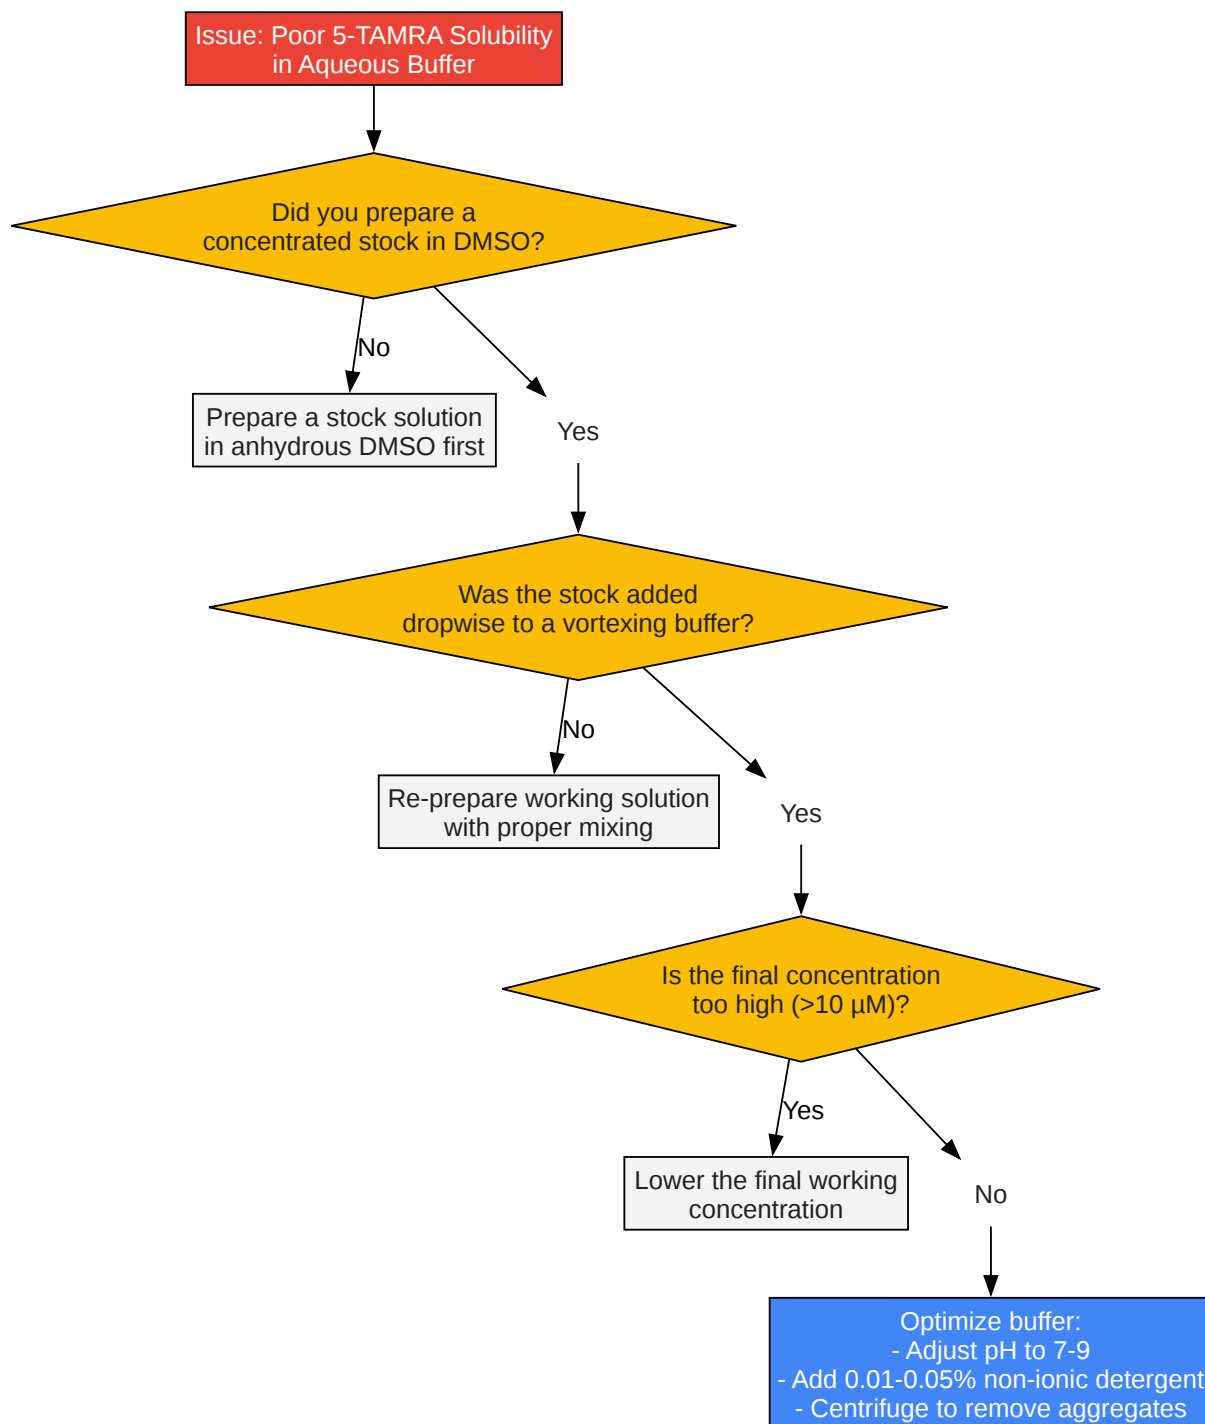 Issue: Poor 5-TAMRA Solubility
in Aqueous Buffer
Did you prepare a
concentrated stock in DMSO?
No
Prepare a stock solution
in anhydrous DMSO first
Yes
Was the stock added
dropwise to a vortexing buffer?
No
Re-prepare working solution
with proper mixing
Yes
Is the final concentration
too high (>10 µM)?
Yes
Lower the final working
concentration
No
Optimize buffer:
- Adjust pH to 7-9
- Add 0.01-0.05% non-ionic detergent
- Centrifuge to remove aggregates